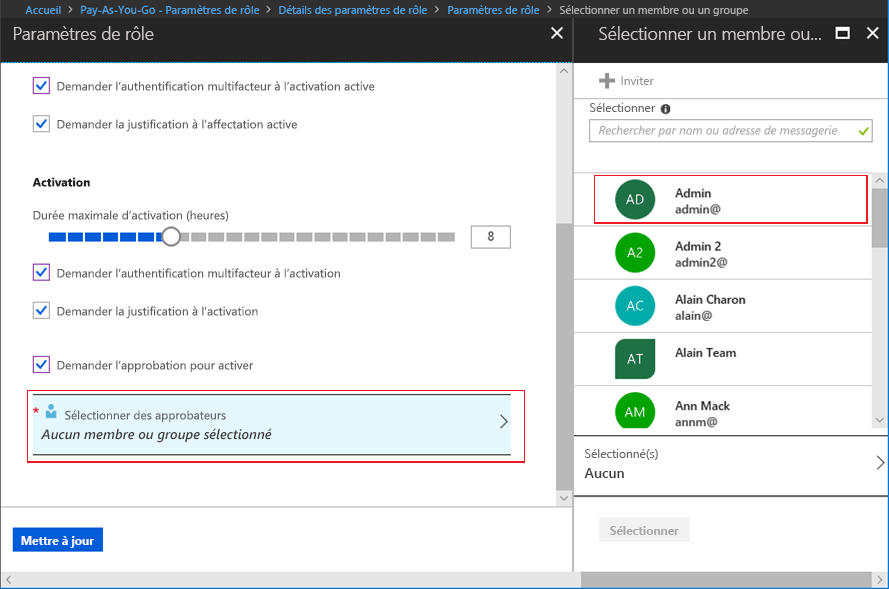 Accueil > Pay-As-You-Go - Paramètres de rôle > Détails des paramètres de rôle > Paramètres de rôle > Sélectionner un membre ou un groupe
Paramètres de rôle
Demander l'authentification multifacteur à l'activation active
Demander la justification à l'affectation active
Activation
Durée maximale d'activation (heures)
8
Demander l'authentification multifacteur à l'activation
Demander la justification à l'activation
Demander l'approbation pour activer
* Sélectionner des approbateurs
Aucun membre ou groupe sélectionné
Mettre à jour
Sélectionner un membre ou...
Inviter
Sélectionner
Rechercher par nom ou adresse de messagerie
AD
Admin
admin@
A2
Admin 2
admin2@
AC
Alain Charon
alain@
AT
Alain Team
AM
Ann Mack
annm@
Sélectionné(s)
Aucun
Sélectionner